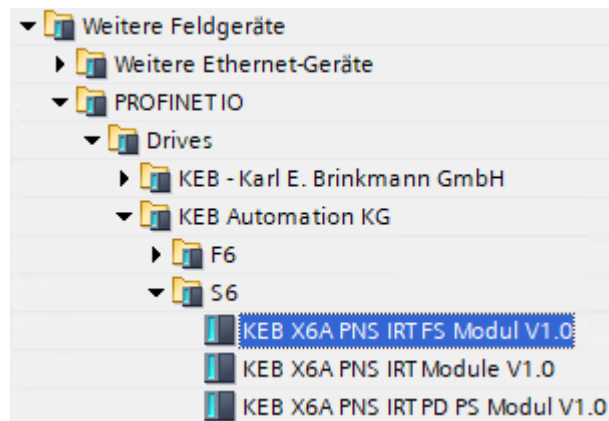 Weitere Feldgeräte
Weitere Ethernet-Geräte
PROFINET IO
Drives
KEB - Karl E. Brinkmann GmbH
KEB Automation KG
F6
S6
KEB X6A PNS IRT FS Modul V1.0
KEB X6A PNS IRT Module V1.0
KEB X6A PNS IRT PD PS Modul V1.0